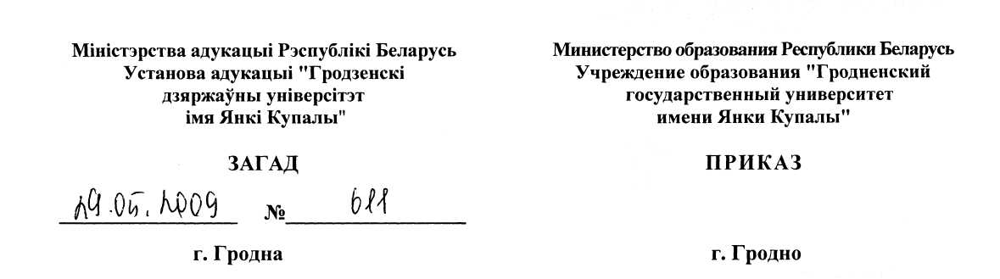 Міністэрства адукацыі Рэспублікі Беларусь
Установа адукацыі "Гродзенскі
дзяржаўны універсітэт
імя Янкі Купалы"
ЗАГАД
29.05.2009 № 611
г. Гродна
Министерство образования Республики Беларусь
Учреждение образования "Гродненский
государственный университет
имени Янки Купалы"
ПРИКАЗ
г. Гродно